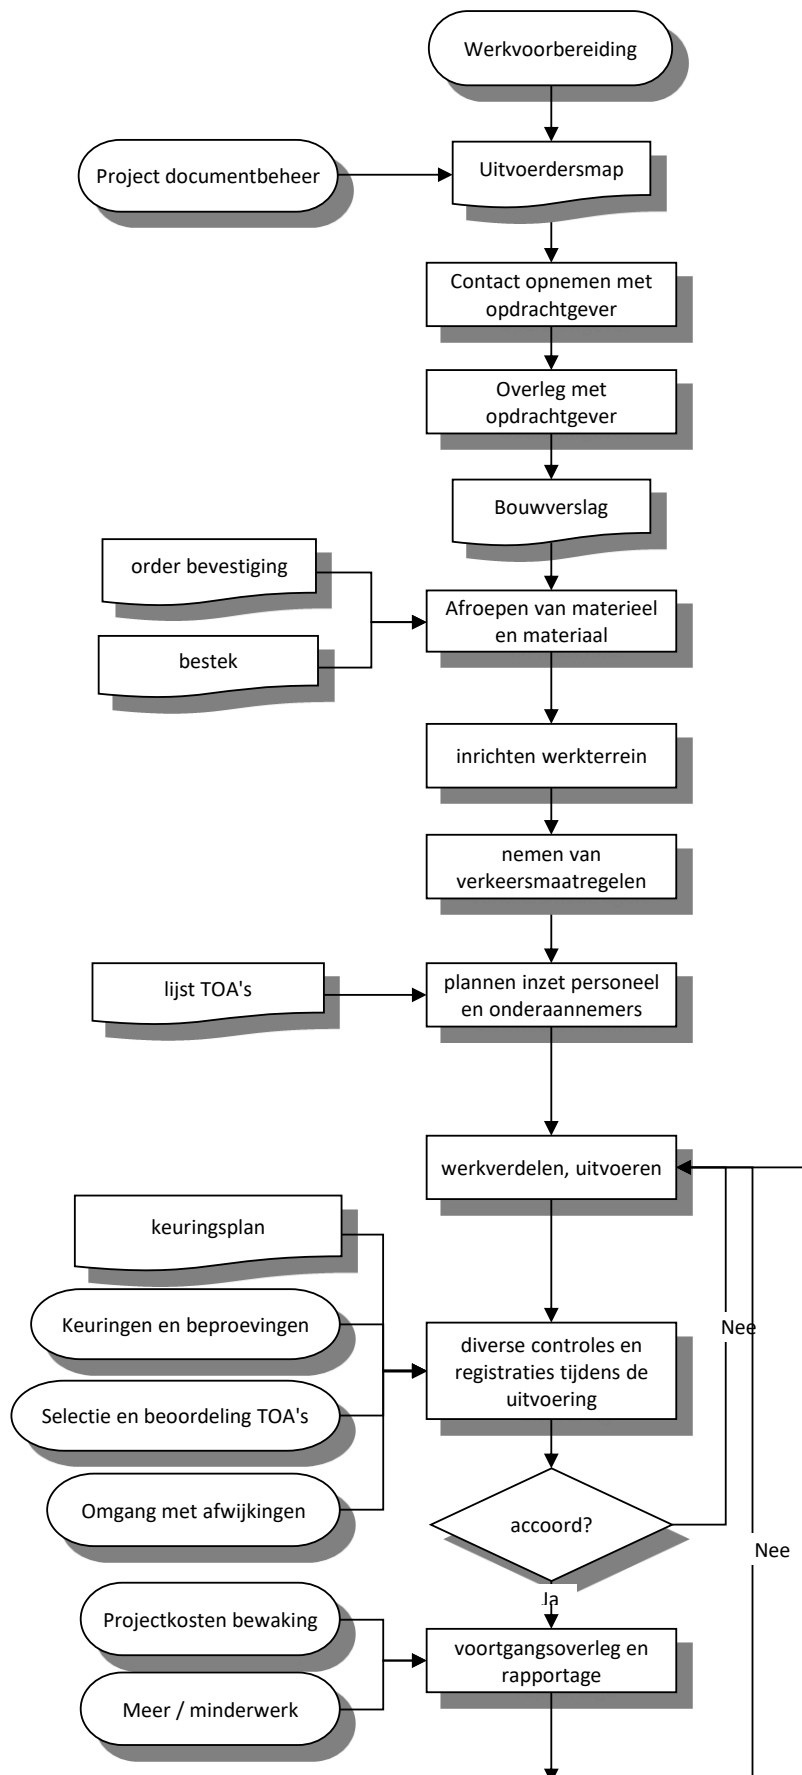 Werkvoorbereiding
Project documentbeheer
Uitvoerdersmap
Contact opnemen met
opdrachtgever
Overleg met
opdrachtgever
Bouwverslag
order bevestiging
bestek
Afroepen van materieel
en materiaal
inrichten werkterrein
nemen van
verkeersmaatregelen
lijst TOA's
plannen inzet personeel
en onderaannemers
werkverdelen, uitvoeren
keuringsplan
Keuringen en beproevingen
Selectie en beoordeling TOA's
Omgang met afwijkingen
diverse controles en
registraties tijdens de
uitvoering
Nee
accoord?
Nee
Ja
Projectkosten bewaking
Meer / minderwerk
voortgangsoverleg en
rapportage